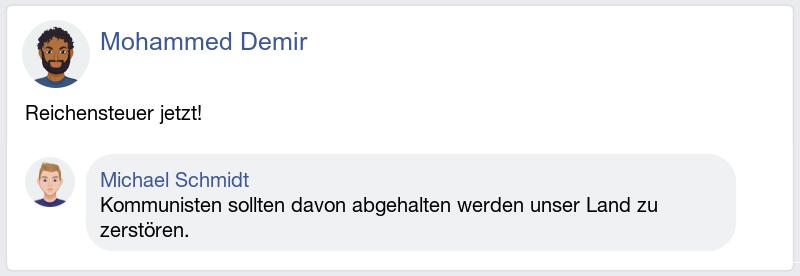 Mohammed Demir
Reichensteuer jetzt!
Michael Schmidt
Kommunisten sollten davon abgehalten werden unser Land zu
zerstören.